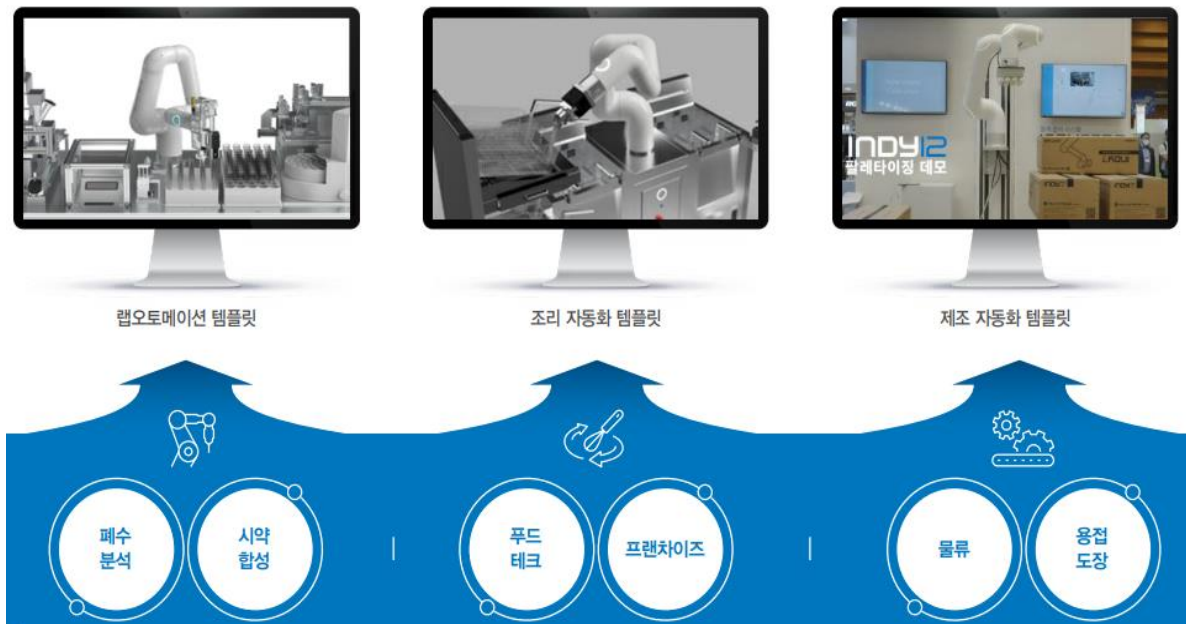 INDY12
팔레타이징 데모
랩오토메이션 템플릿
조리 자동화 템플릿
제조 자동화 템플릿
폐수
분석
시약
합성
푸드
테크
프랜차이즈
물류
용접
도장